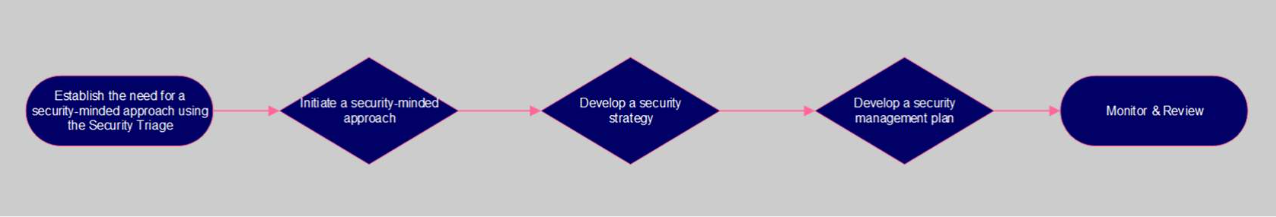 Establish the need for a
security-minded approach using
the Security Triage
Initiate a security-minded
approach
Develop a security
strategy
Develop a security
management plan
Monitor & Review